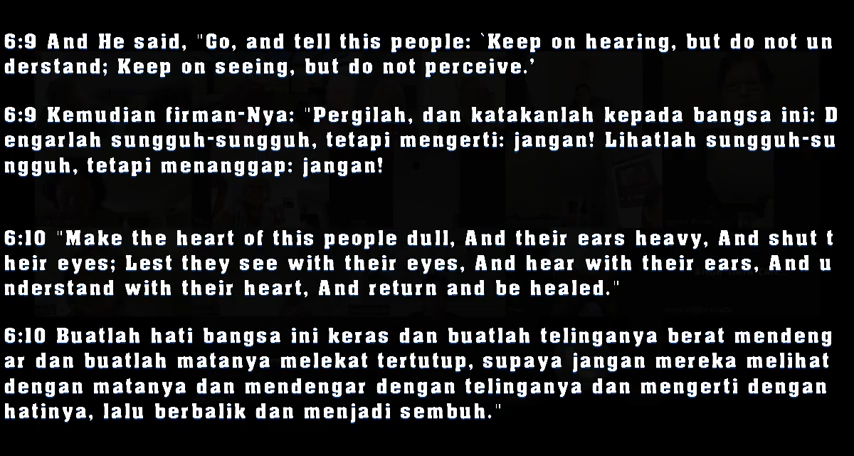 6:9 And He said, "Go, and tell this people: `Keep on hearing, but do not un
derstand; Keep on seeing, but do not perceive.'
6:9 Kemudian firman-Nya: "Pergilah, dan katakanlah kepada bangsa ini: D
engarlah sungguh-sungguh, tetapi mengerti: jangan! Lihatlah sungguh-su
ngguh, tetapi menanggap: jangan!
6:10 "Make the heart of this people dull, And their ears heavy, And shut t
heir eyes; Lest they see with their eyes, And hear with their ears, And u
nderstand with their heart, And return and be healed."
6:10 Buatlah hati bangsa ini keras dan buatlah telinganya berat mendeng
ar dan buatlah matanya melekat tertutup, supaya jangan mereka melihat
dengan matanya dan mendengar dengan telinganya dan mengerti dengan
hatinya, lalu berbalik dan menjadi sembuh."